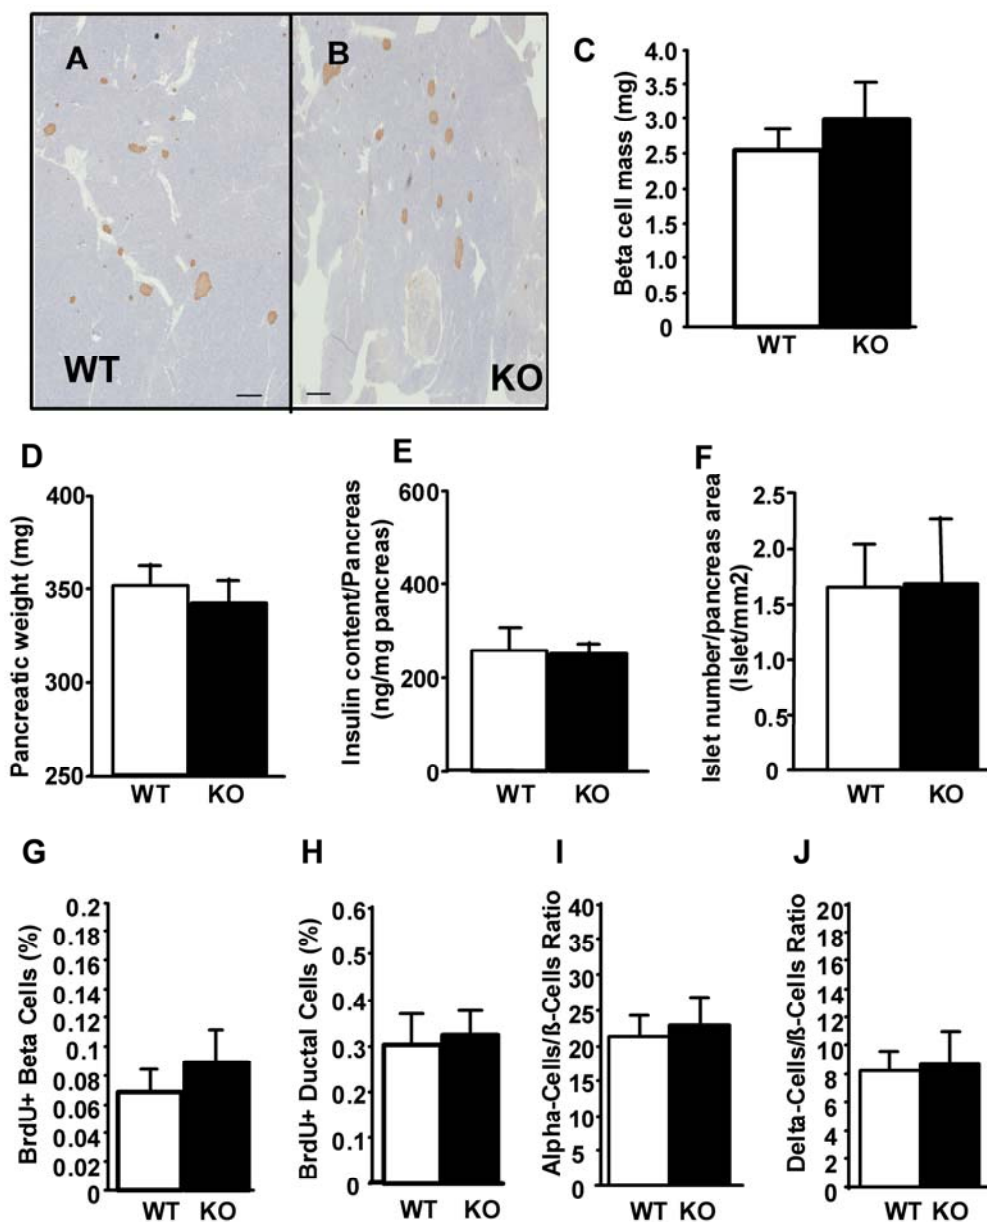 A
B
WT
KO
C
Beta cell mass (mg)
4.0
3.5
3.0
2.5
2.0
1.5
1.0
0.5
0
WT KO
D
Pancreatic weight (mg)
400
350
300
250
WT KO
E
Insulin content/Pancreas
(ng/mg pancreas)
600
400
200
0
WT KO
F
Islet number/pancreas area
(Islet/mm2)
2.5
2.0
1.5
1.0
0.5
0
WT KO
G
BrdU+ Beta Cells (%)
0.2
0.18
0.16
0.14
0.12
0.1
0.08
0.06
0.04
0.02
0
WT KO
H
BrdU+ Ductal Cells (%)
0.6
0.5
0.4
0.3
0.2
0.1
0
WT KO
I
Alpha-Cells/ß-Cells Ratio
40
35
30
25
20
15
10
5
0
WT KO
J
Delta-Cells/ß-Cells Ratio
20
18
16
14
12
10
8
6
4
2
0
WT KO